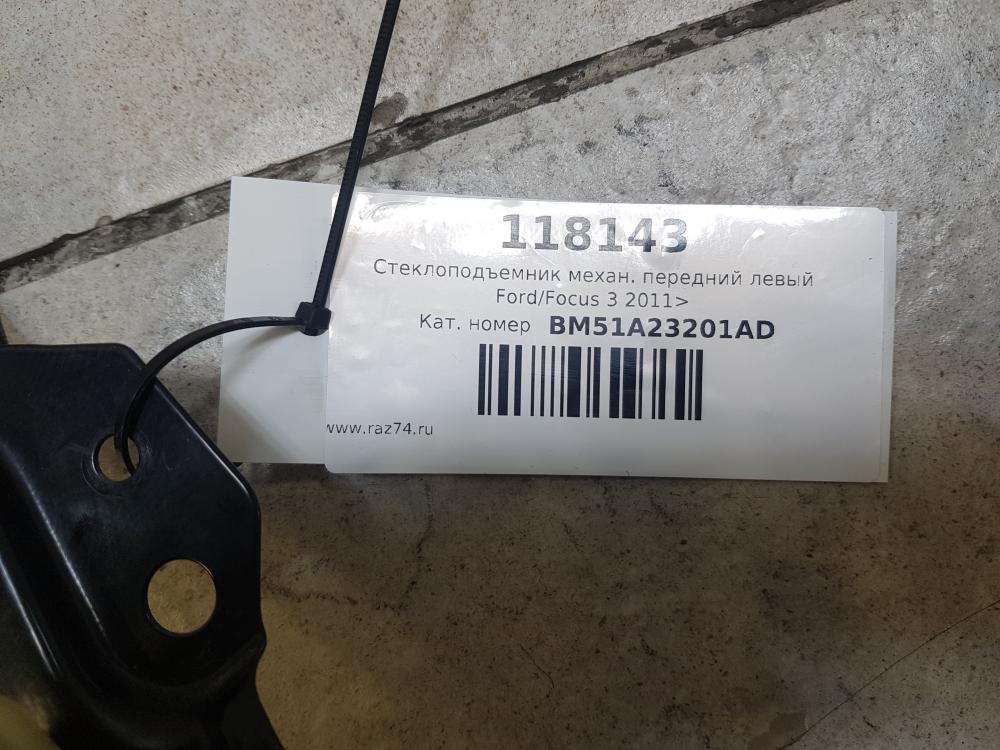 118143
Стеклоподъемник механ. передний левый
Ford/Focus 3 2011>
Кат. номер BM51A23201AD
www.raz74.ru